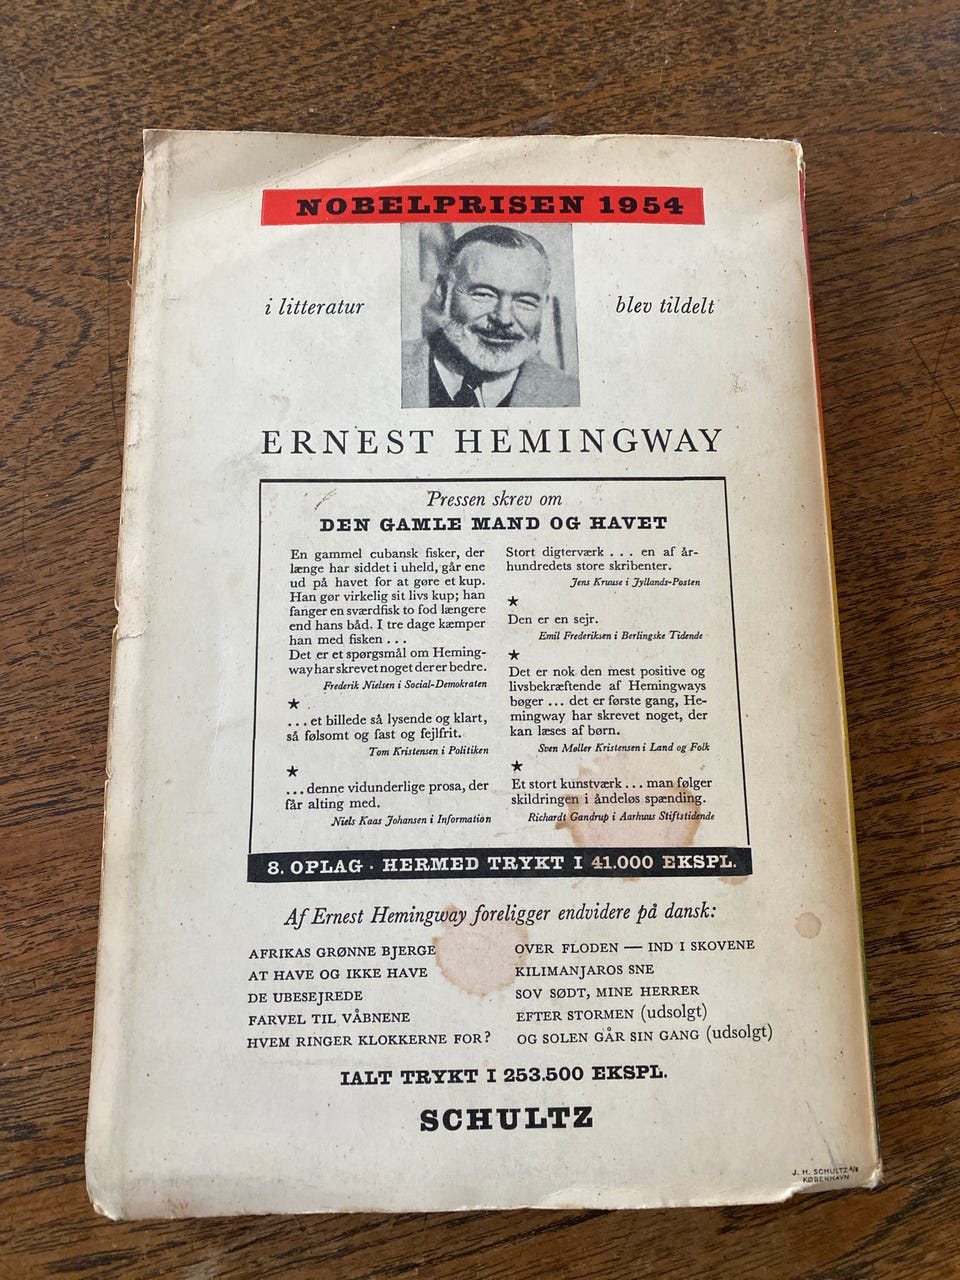 NOBELPRISEN 1954
i litteratur
blev tildelt
ERNEST HEMINGWAY
Pressen skrev om
DEN GAMLE MAND OG HAVET
En gammel cubansk fisker, der
længe har siddet i uheld, går ene
ud på havet for at gøre et kup.
Han gør virkelig sit livs kup; han
fanger en sværdfisk to fod længere
end hans båd. I tre dage kæmper
han med fisken . . .
Det er et spørgsmål om Heming-
way har skrevet noget der er bedre.
Frederik Nielsen i Social-Demokraten
★
. . . et billede så lysende og klart,
så følsomt og fast og fejlfrit.
Tom Kristensen i Politiken
★
. . . denne vidunderlige prosa, der
får alting med.
Niels Kaas Johansen i Information
Stort digterværk . . . en af år-
hundredets store skribenter.
Jens Kruuse i Jyllands-Posten
★
Den er en sejr.
Emil Frederiksen i Berlingske Tidende
★
Det er nok den mest positive og
livsbekræftende af Hemingways
bøger . . . det er første gang, He-
mingway har skrevet noget, der
kan læses af børn.
Sven Møller Kristensen i Land og Folk
★
Et stort kunstværk . . . man følger
skildringen i åndeløs spænding.
Richardt Gandrup i Aarhuus Stiftstidende
8. OPLAG · HERMED TRYKT I 41.000 EKSPL.
Af Ernest Hemingway foreligger endvidere på dansk:
AFRIKAS GRØNNE BJERGE
AT HAVE OG IKKE HAVE
DE UBESEJREDE
FARVEL TIL VÅBNENE
HVEM RINGER KLOKKERNE FOR?
OVER FLODEN — IND I SKOVENE
KILIMANJAROS SNE
SOV SØDT, MINE HERRER
EFTER STORMEN (udsolgt)
OG SOLEN GÅR SIN GANG (udsolgt)
IALT TRYKT I 253.500 EKSPL.
SCHULTZ
J. H. SCHULTZ A/S
KØBENHAVN